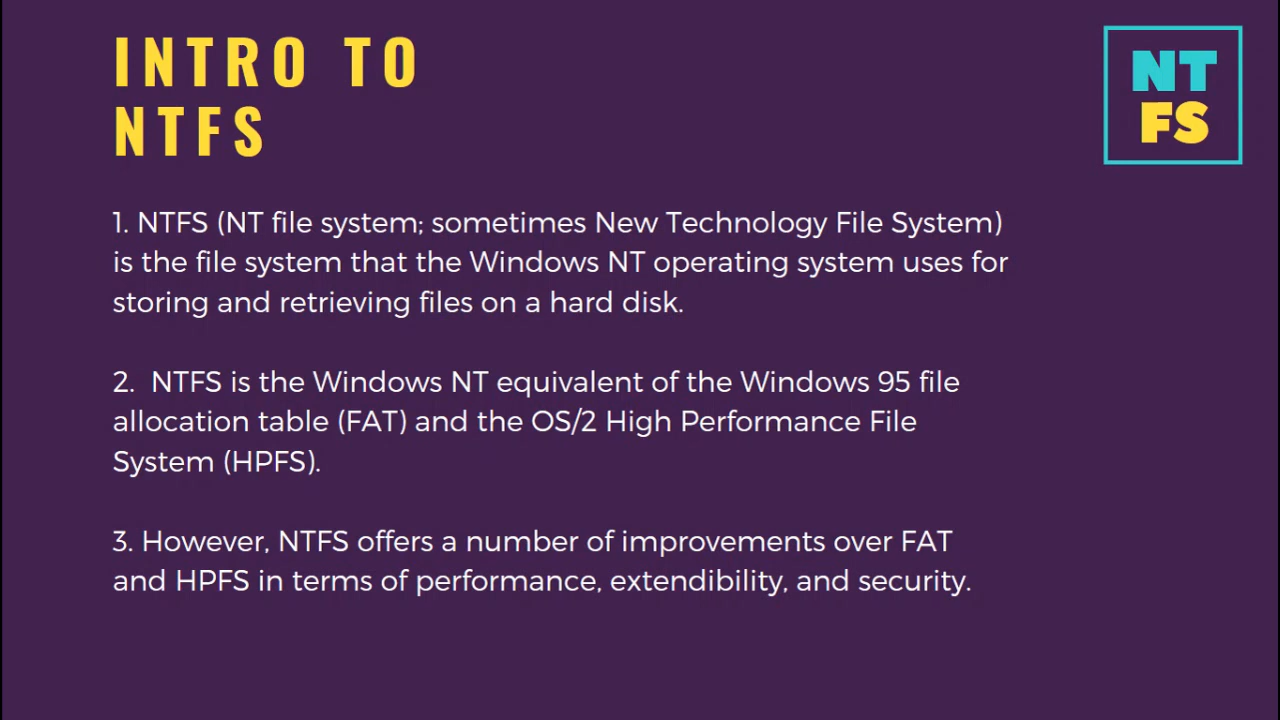 INTRO TO
NTFS
NT
FS
1. NTFS (NT file system; sometimes New Technology File System)
is the file system that the Windows NT operating system uses for
storing and retrieving files on a hard disk.
2.  NTFS is the Windows NT equivalent of the Windows 95 file
allocation table (FAT) and the OS/2 High Performance File
System (HPFS).
3. However, NTFS offers a number of improvements over FAT
and HPFS in terms of performance, extendibility, and security.